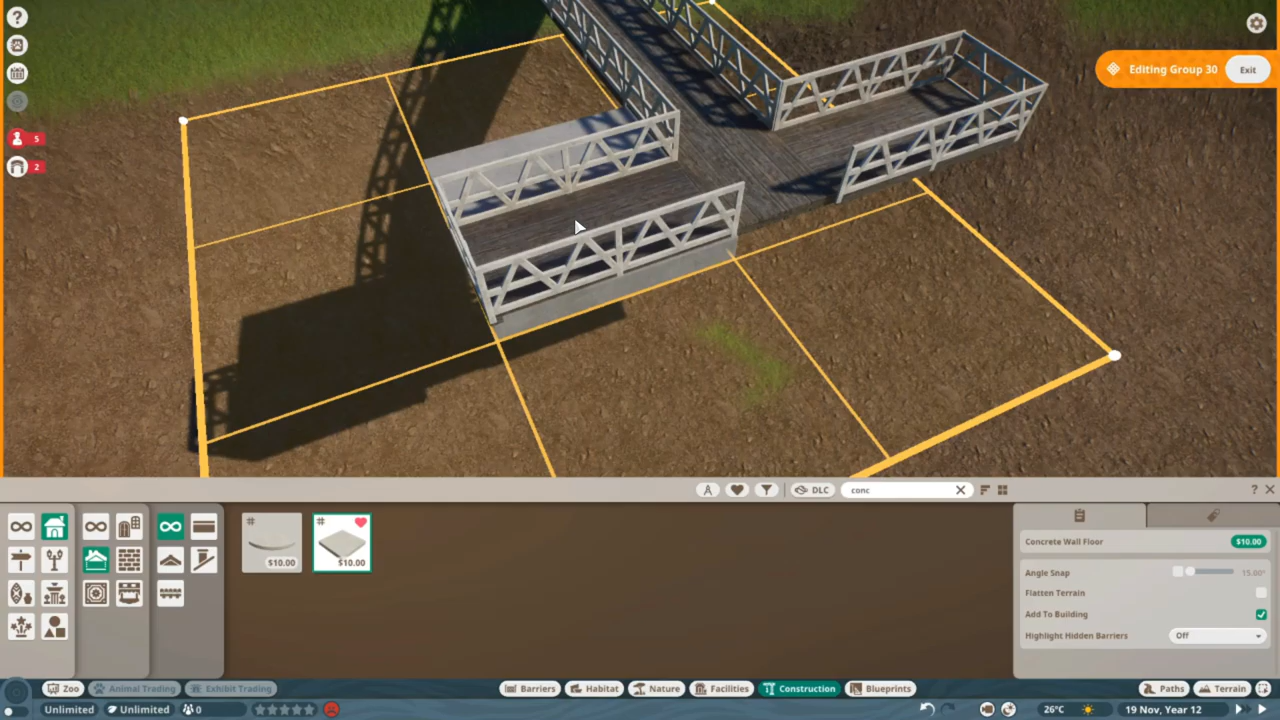 ?
5
2
Editing Group 30 Exit
DLC
conc
? X
# $10.00
# $10.00
Concrete Wall Floor $10.00
Angle Snap 15.00°
Flatten Terrain
Add To Building
Highlight Hidden Barriers Off
Zoo Animal Trading Exhibit Trading Barriers Habitat Nature Facilities Construction Blueprints Paths Terrain
Unlimited Unlimited 0 26°C 19 Nov, Year 12